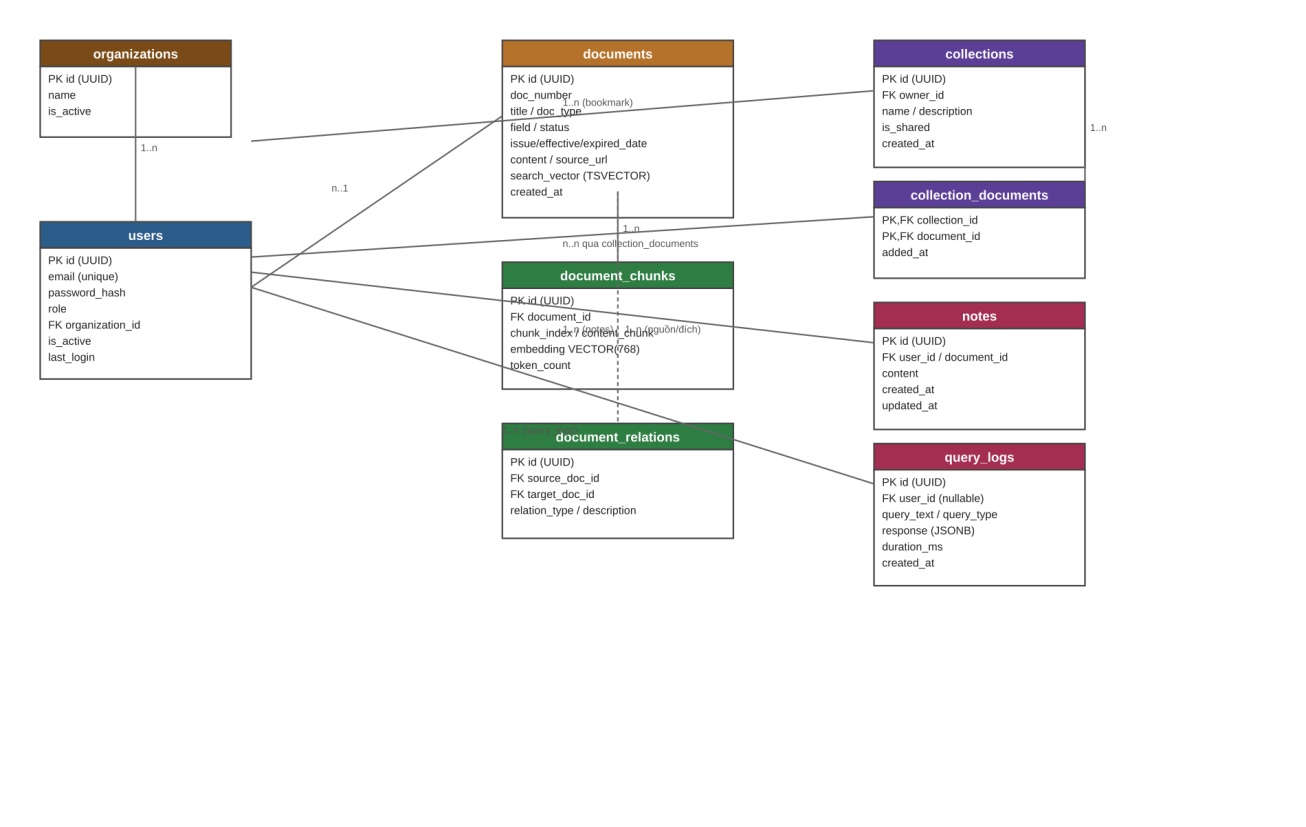 organizations
PK id (UUID)
name
is_active
1..n
users
PK id (UUID)
email (unique)
password_hash
role
FK organization_id
is_active
last_login
n..1
documents
PK id (UUID)
doc_number
1..n (bookmark)
title / doc_type
field / status
issue/effective/expired_date
content / source_url
search_vector (TSVECTOR)
created_at
1..n
n..n qua collection_documents
document_chunks
PK id (UUID)
FK document_id
chunk_index / content_chunk
1..n (notes)
1..n (nguồn/đích)
embedding VECTOR(768)
token_count
document_relations
PK id (UUID)
FK source_doc_id
FK target_doc_id
relation_type / description
collections
PK id (UUID)
FK owner_id
name / description
is_shared
created_at
1..n
collection_documents
PK,FK collection_id
PK,FK document_id
added_at
notes
PK id (UUID)
FK user_id / document_id
content
created_at
updated_at
query_logs
PK id (UUID)
FK user_id (nullable)
query_text / query_type
response (JSONB)
duration_ms
created_at